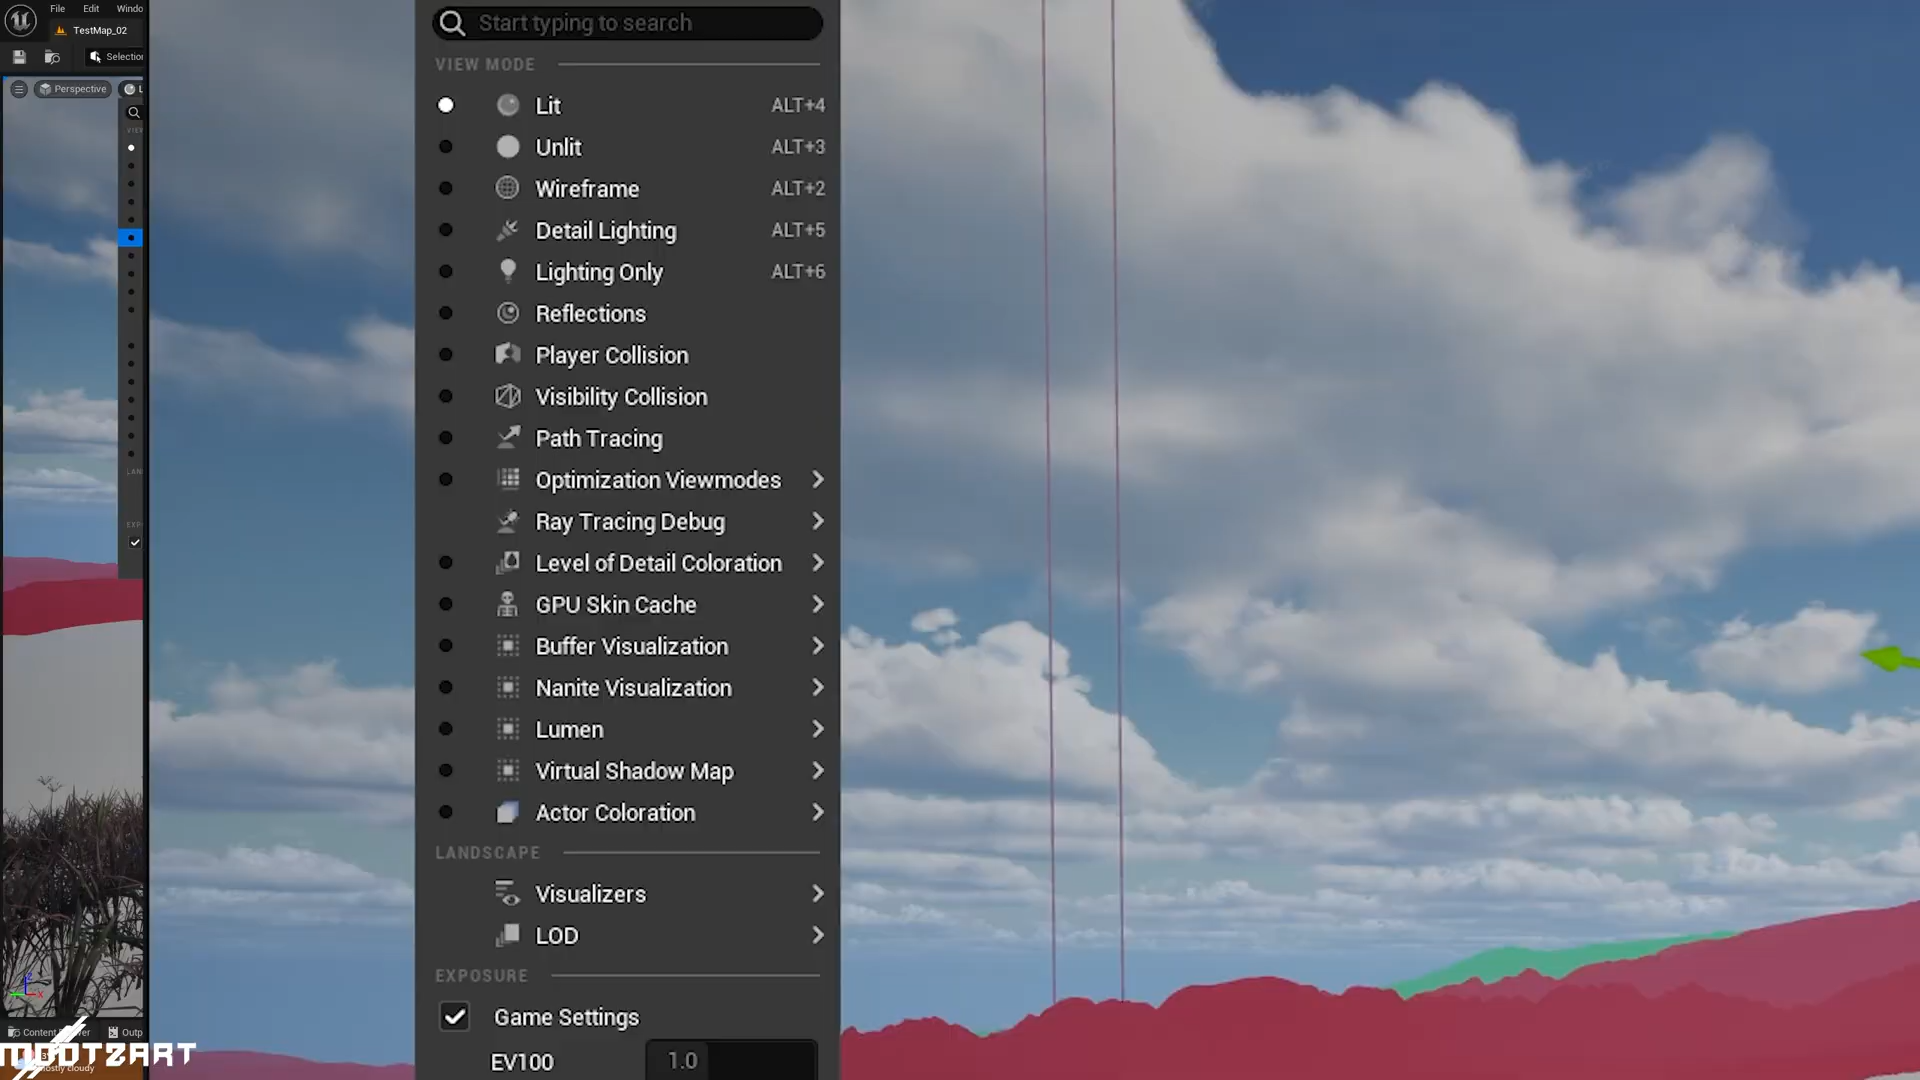 File Edit Windo
TestMap_02
Selection
Perspective
Start typing to search
VIEW MODE
Lit ALT+4
Unlit ALT+3
Wireframe ALT+2
Detail Lighting ALT+5
Lighting Only ALT+6
Reflections
Player Collision
Visibility Collision
Path Tracing
Optimization Viewmodes
Ray Tracing Debug
Level of Detail Coloration
GPU Skin Cache
Buffer Visualization
Nanite Visualization
Lumen
Virtual Shadow Map
Actor Coloration
LANDSCAPE
Visualizers
LOD
EXPOSURE
Game Settings
EV100 1.0
Outp
MOOTZART